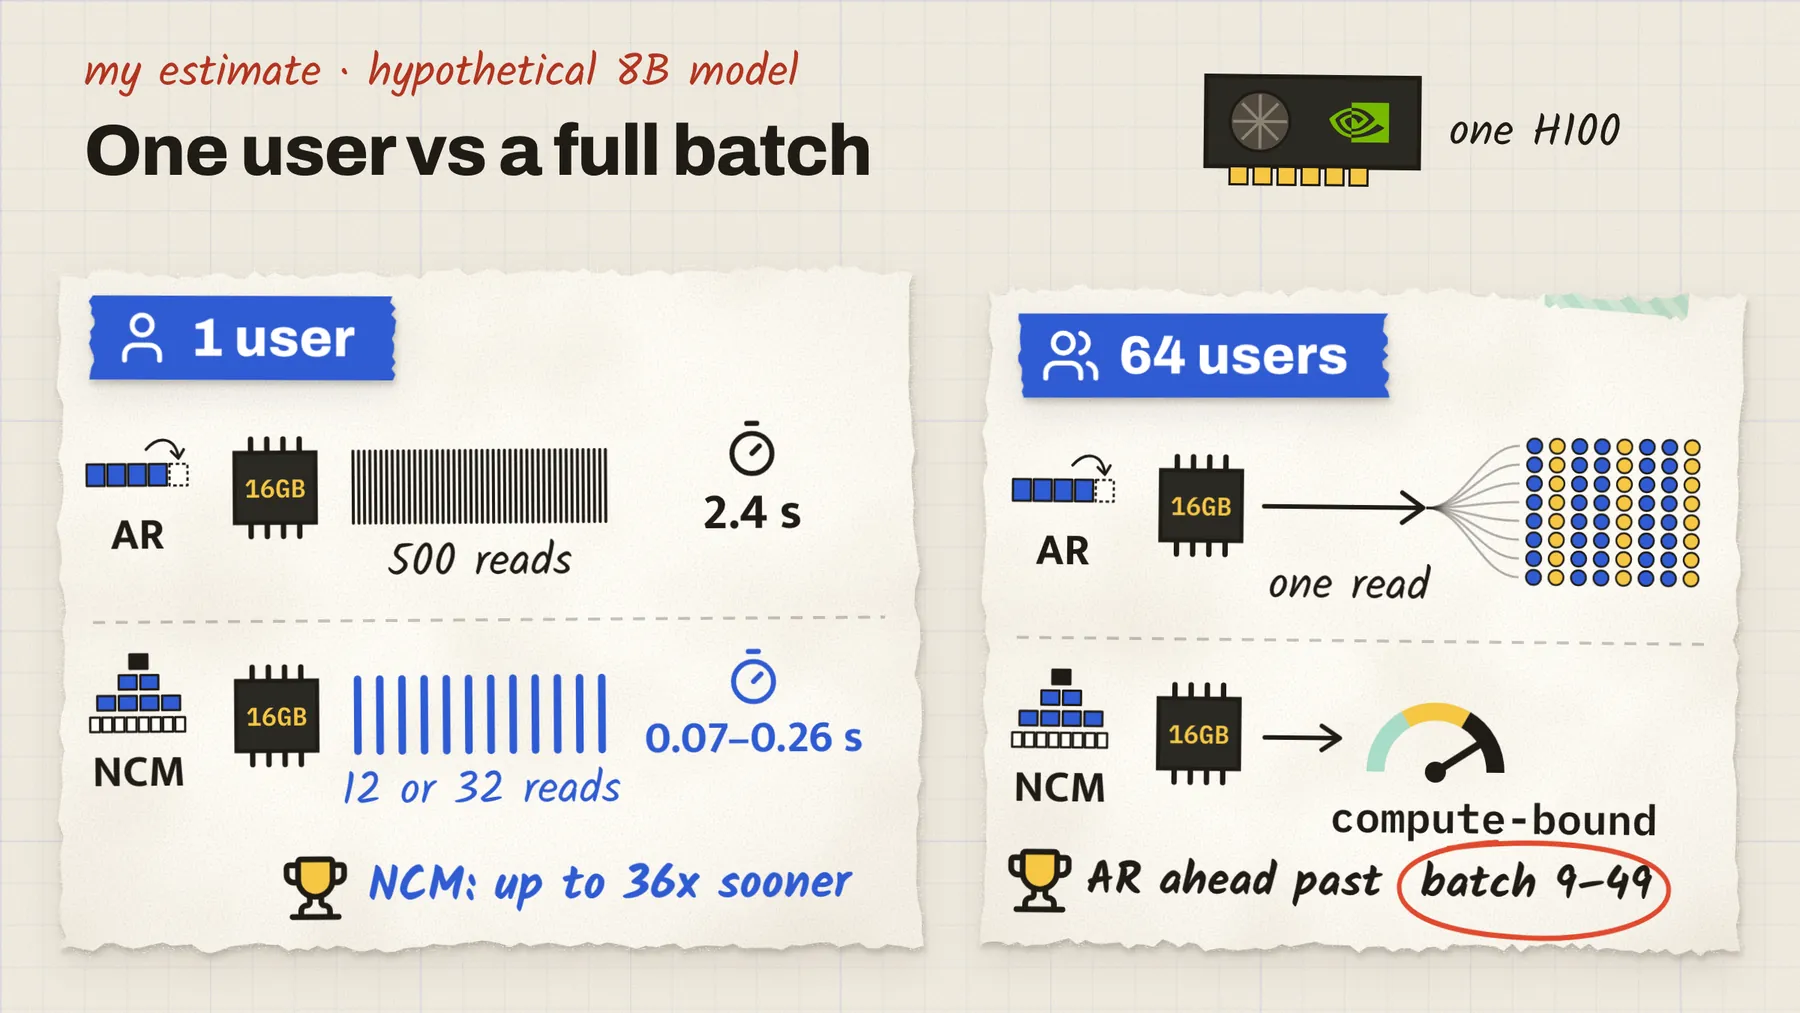 my estimate · hypothetical 8B model
One user vs a full batch
one H100
1 user
16GB
AR
500 reads
2.4 s
16GB
NCM
12 or 32 reads
0.07–0.26 s
NCM: up to 36x sooner
64 users
16GB
AR
one read
16GB
NCM
compute-bound
AR ahead past batch 9–49